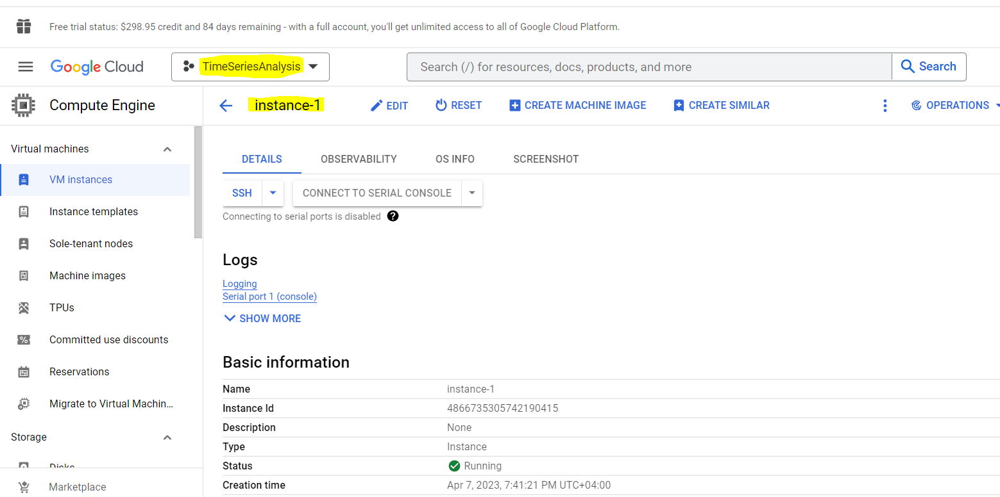 Free trial status: $298.95 credit and 84 days remaining - with a full account, you'll get unlimited access to all of Google Cloud Platform.
Google Cloud TimeSeriesAnalysis Search (/) for resources, docs, products, and more Search
Compute Engine instance-1 EDIT RESET CREATE MACHINE IMAGE CREATE SIMILAR OPERATIONS
Virtual machines
VM instances
Instance templates
Sole-tenant nodes
Machine images
TPUs
Committed use discounts
Reservations
Migrate to Virtual Machin...
Storage
Disks
Marketplace
DETAILS OBSERVABILITY OS INFO SCREENSHOT
SSH CONNECT TO SERIAL CONSOLE
Connecting to serial ports is disabled ?
Logs
Logging
Serial port 1 (console)
SHOW MORE
Basic information
Name instance-1
Instance Id 4866735305742190415
Description None
Type Instance
Status Running
Creation time Apr 7, 2023, 7:41:21 PM UTC+04:00